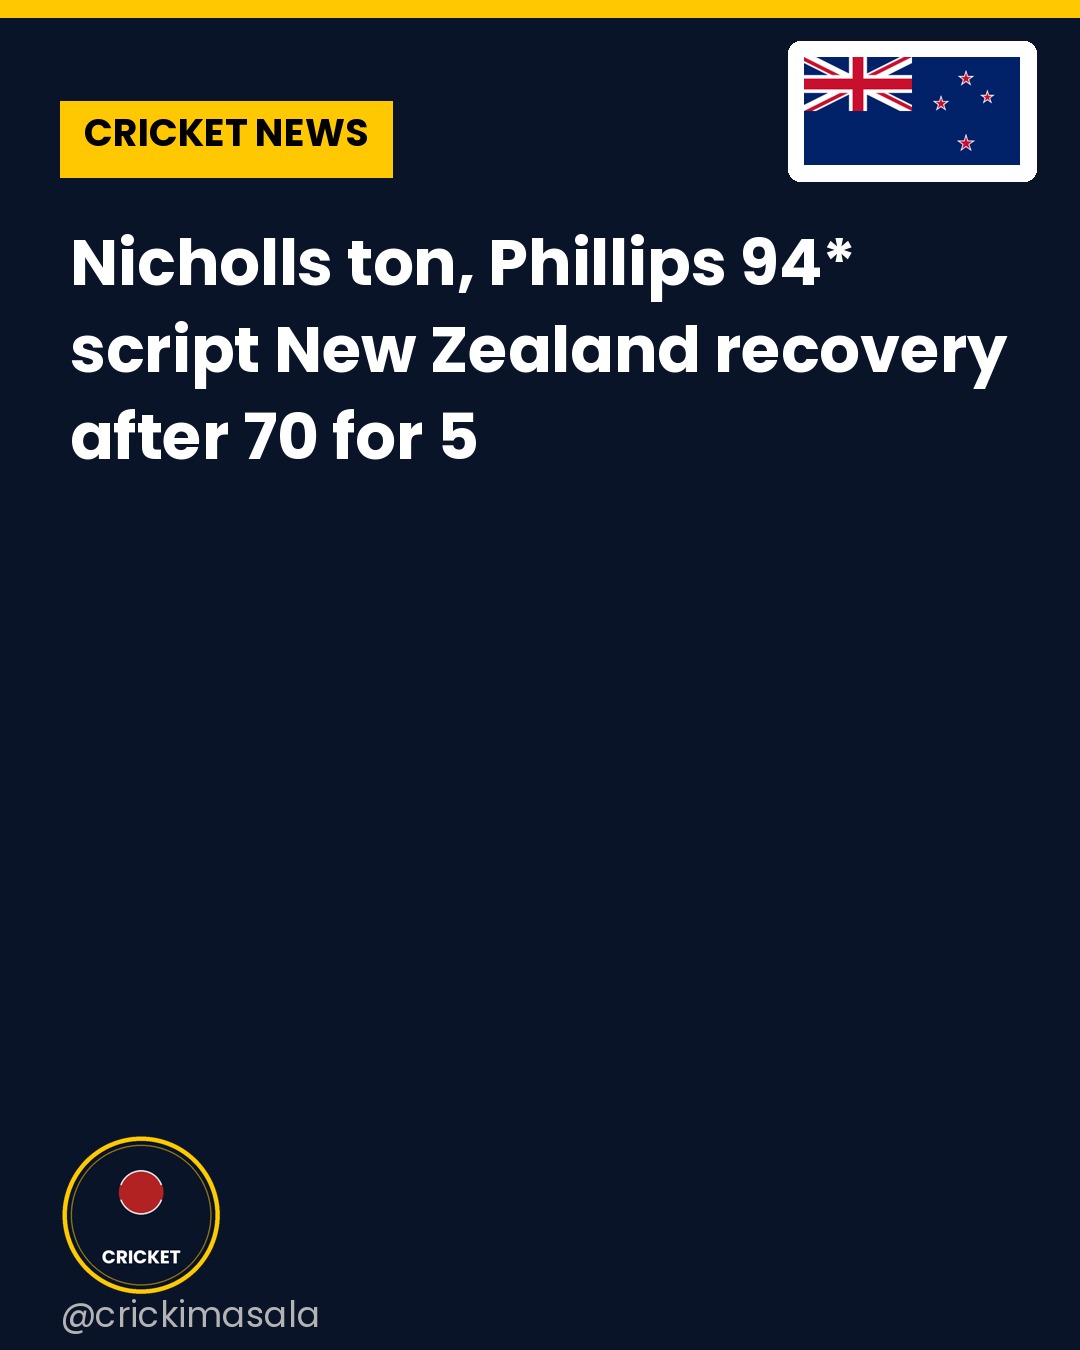 CRICKET NEWS
Nicholls ton, Phillips 94*
script New Zealand recovery
after 70 for 5
CRICKET
@crickimasala